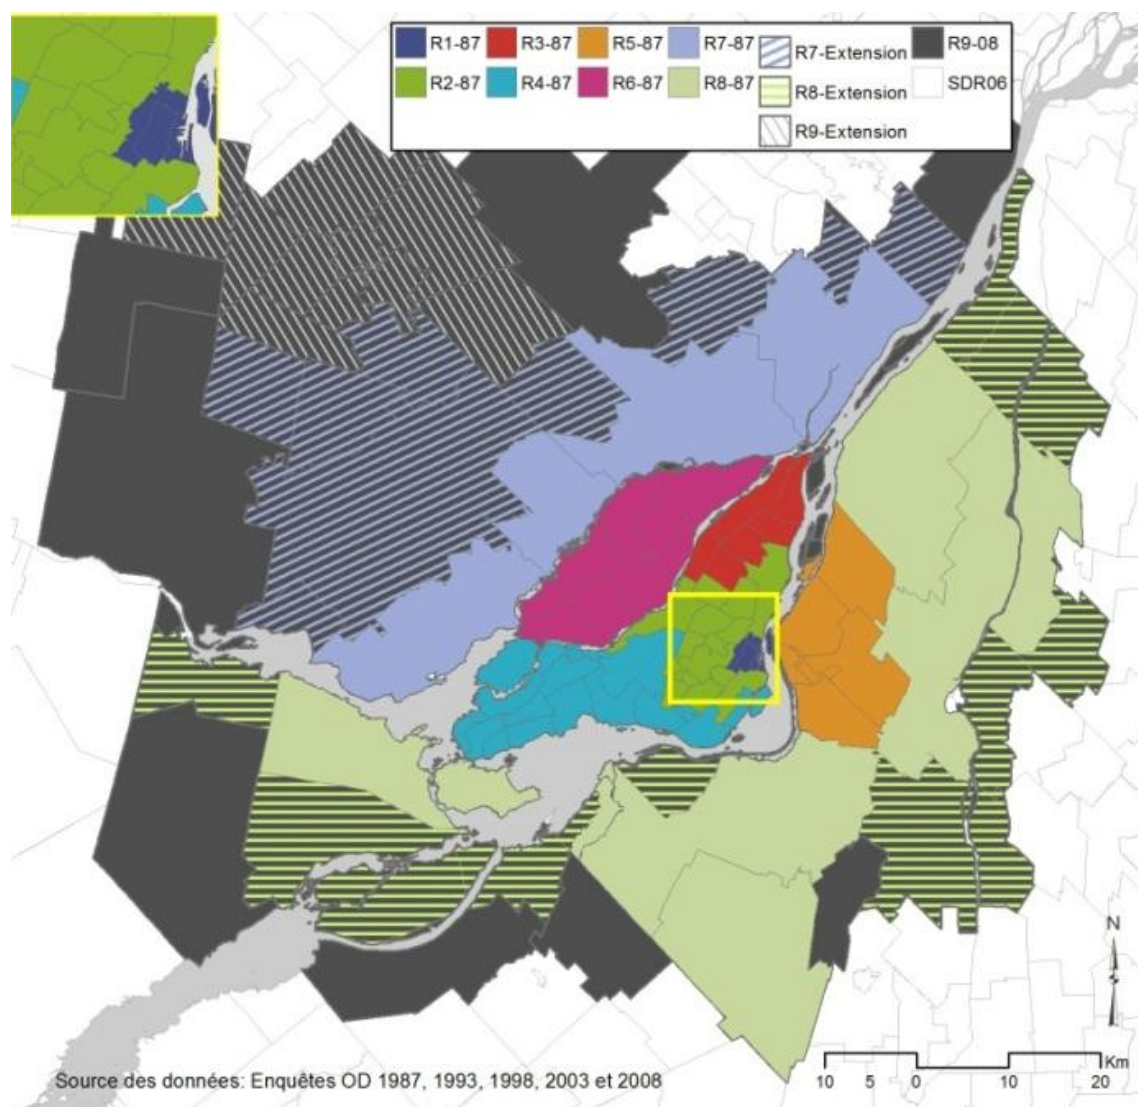 R1-87 R3-87 R5-87 R7-87 R7-Extension R9-08
R2-87 R4-87 R6-87 R8-87 R8-Extension SDR06
R9-Extension
N
S
Km
10 5 0 10 20
Source des données: Enquêtes OD 1987, 1993, 1998, 2003 et 2008